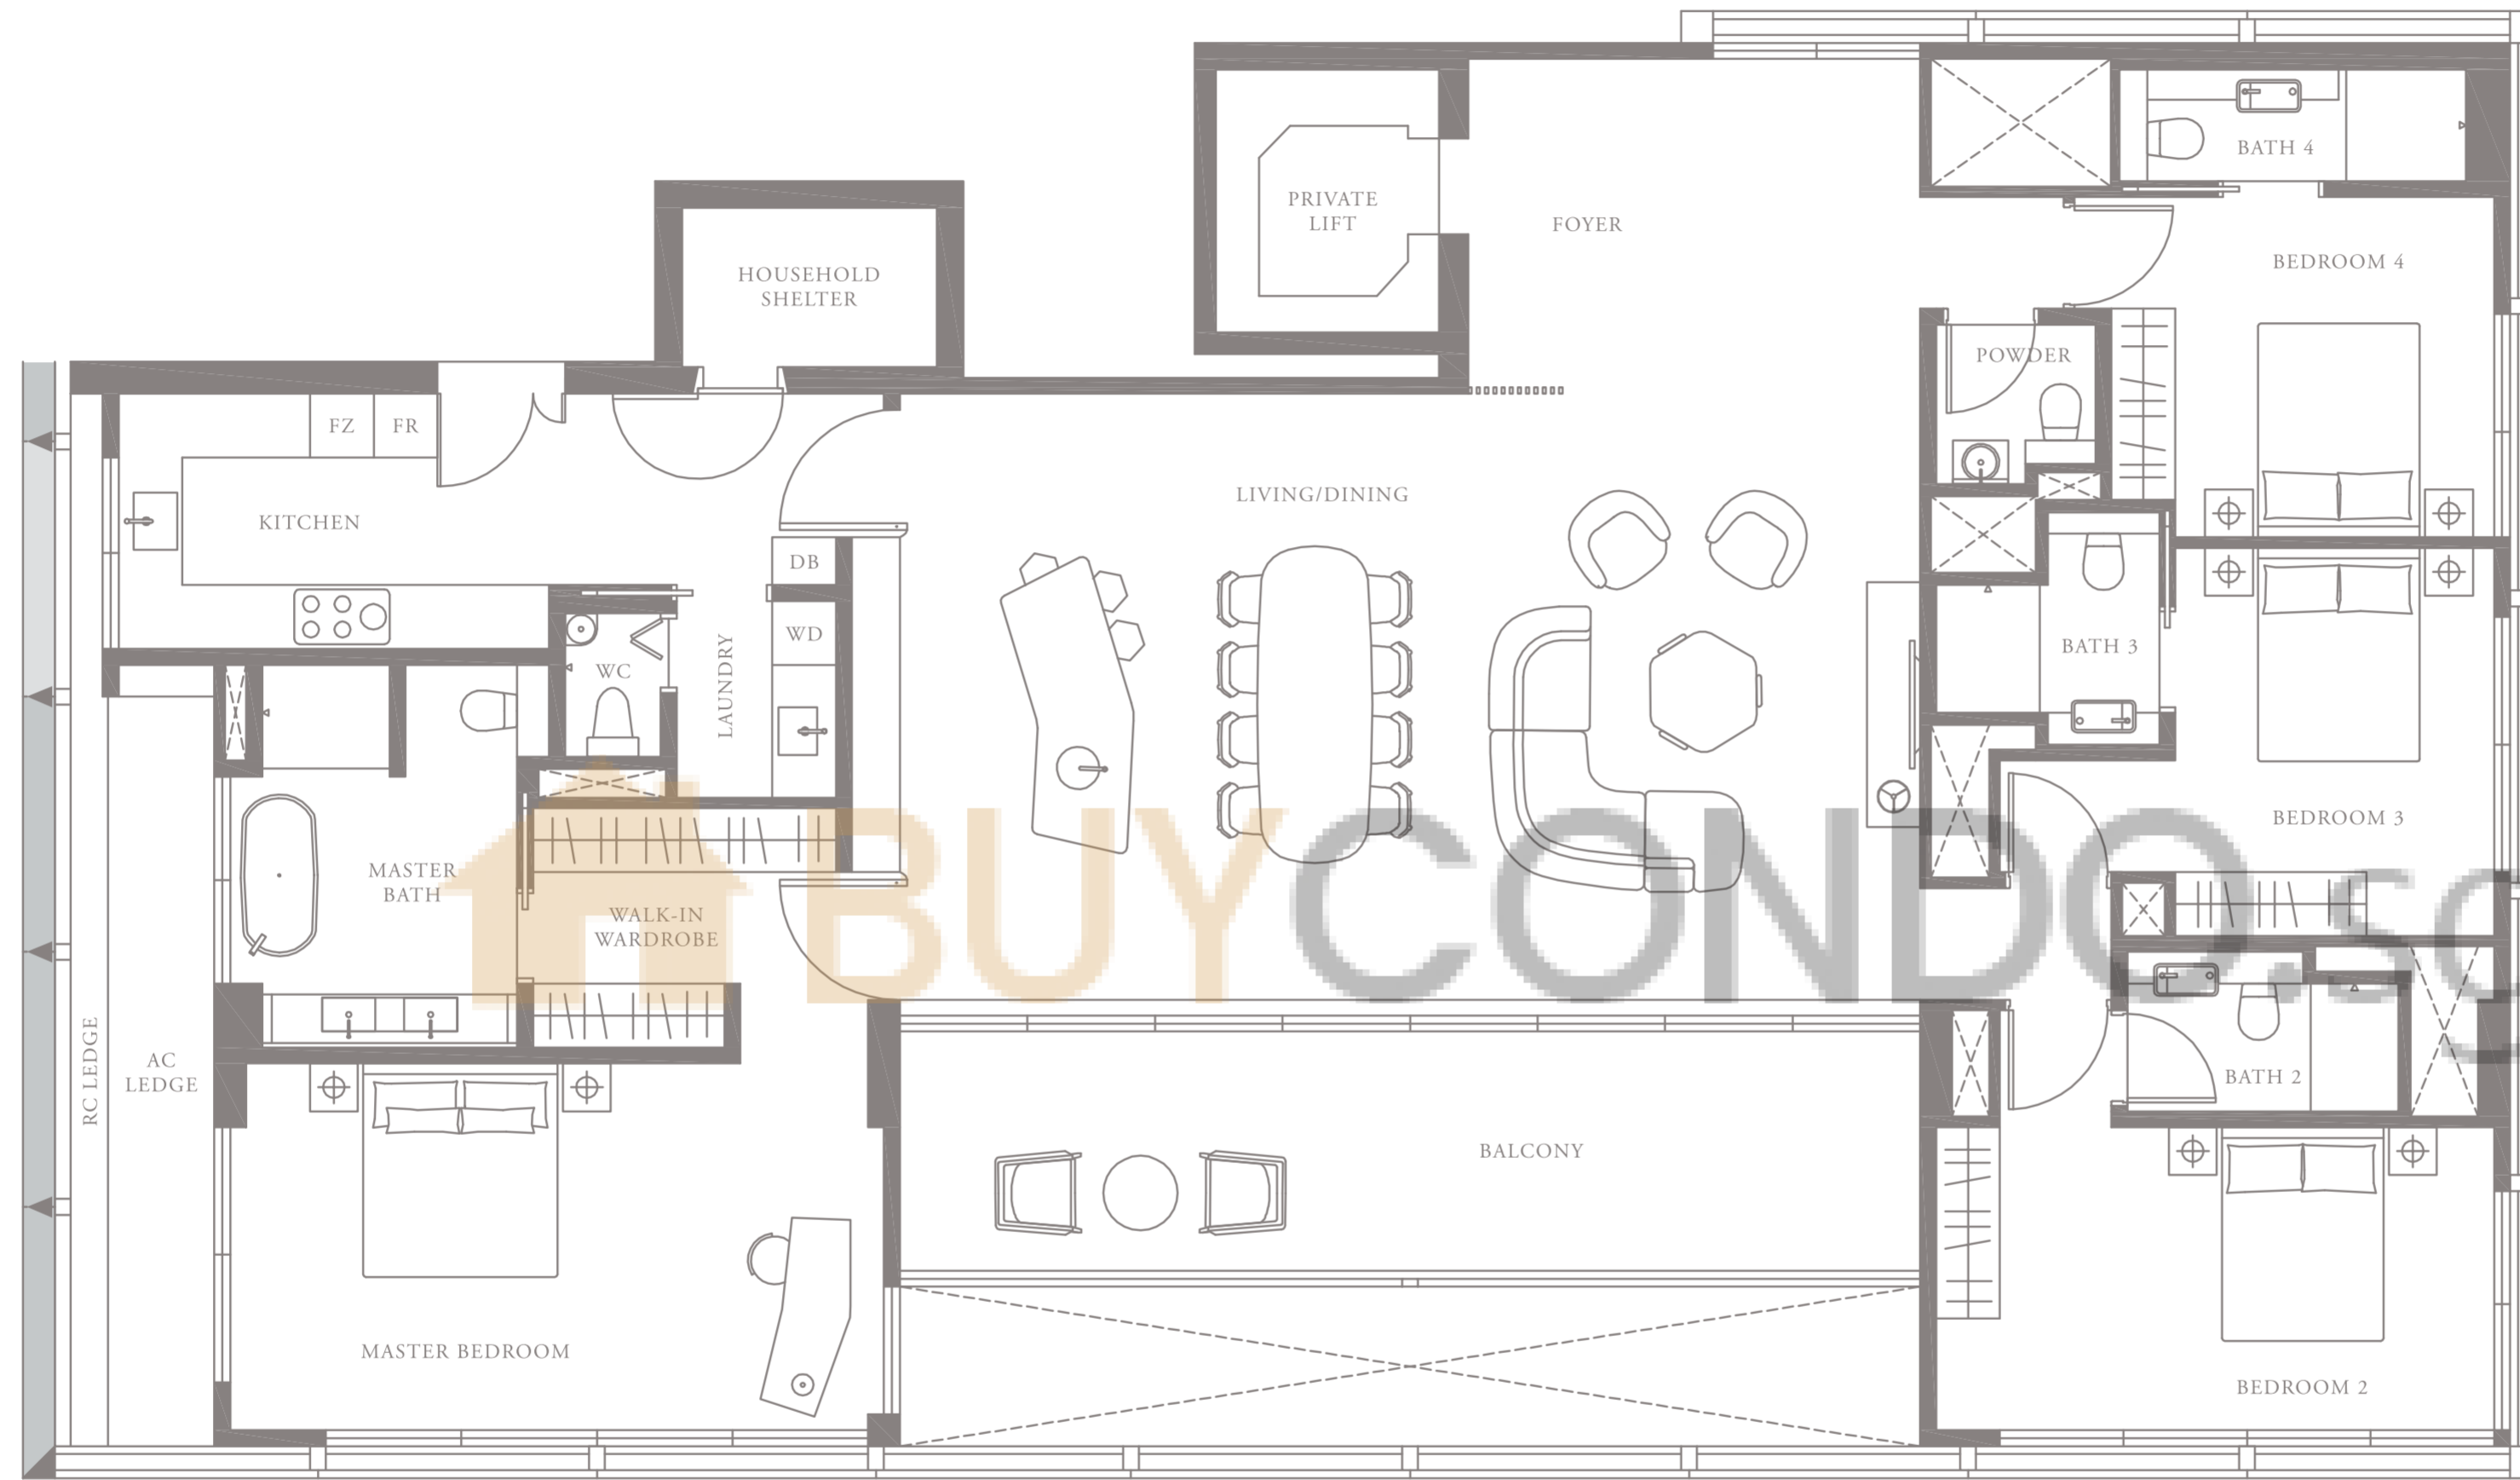 BATH 4
PRIVATE
LIFT
FOYER
BEDROOM 4
HOUSEHOLD
SHELTER
POWDER
FZ
FR
LIVING/DINING
KITCHEN
DB
WD
WC
LAUNDRY
BATH 3
BEDROOM 3
MASTER
BATH
WALK-IN
WARDROBE
BUYCONDO.sg
RC LEDGE
AC
LEDGE
BATH 2
BALCONY
MASTER BEDROOM
BEDROOM 2